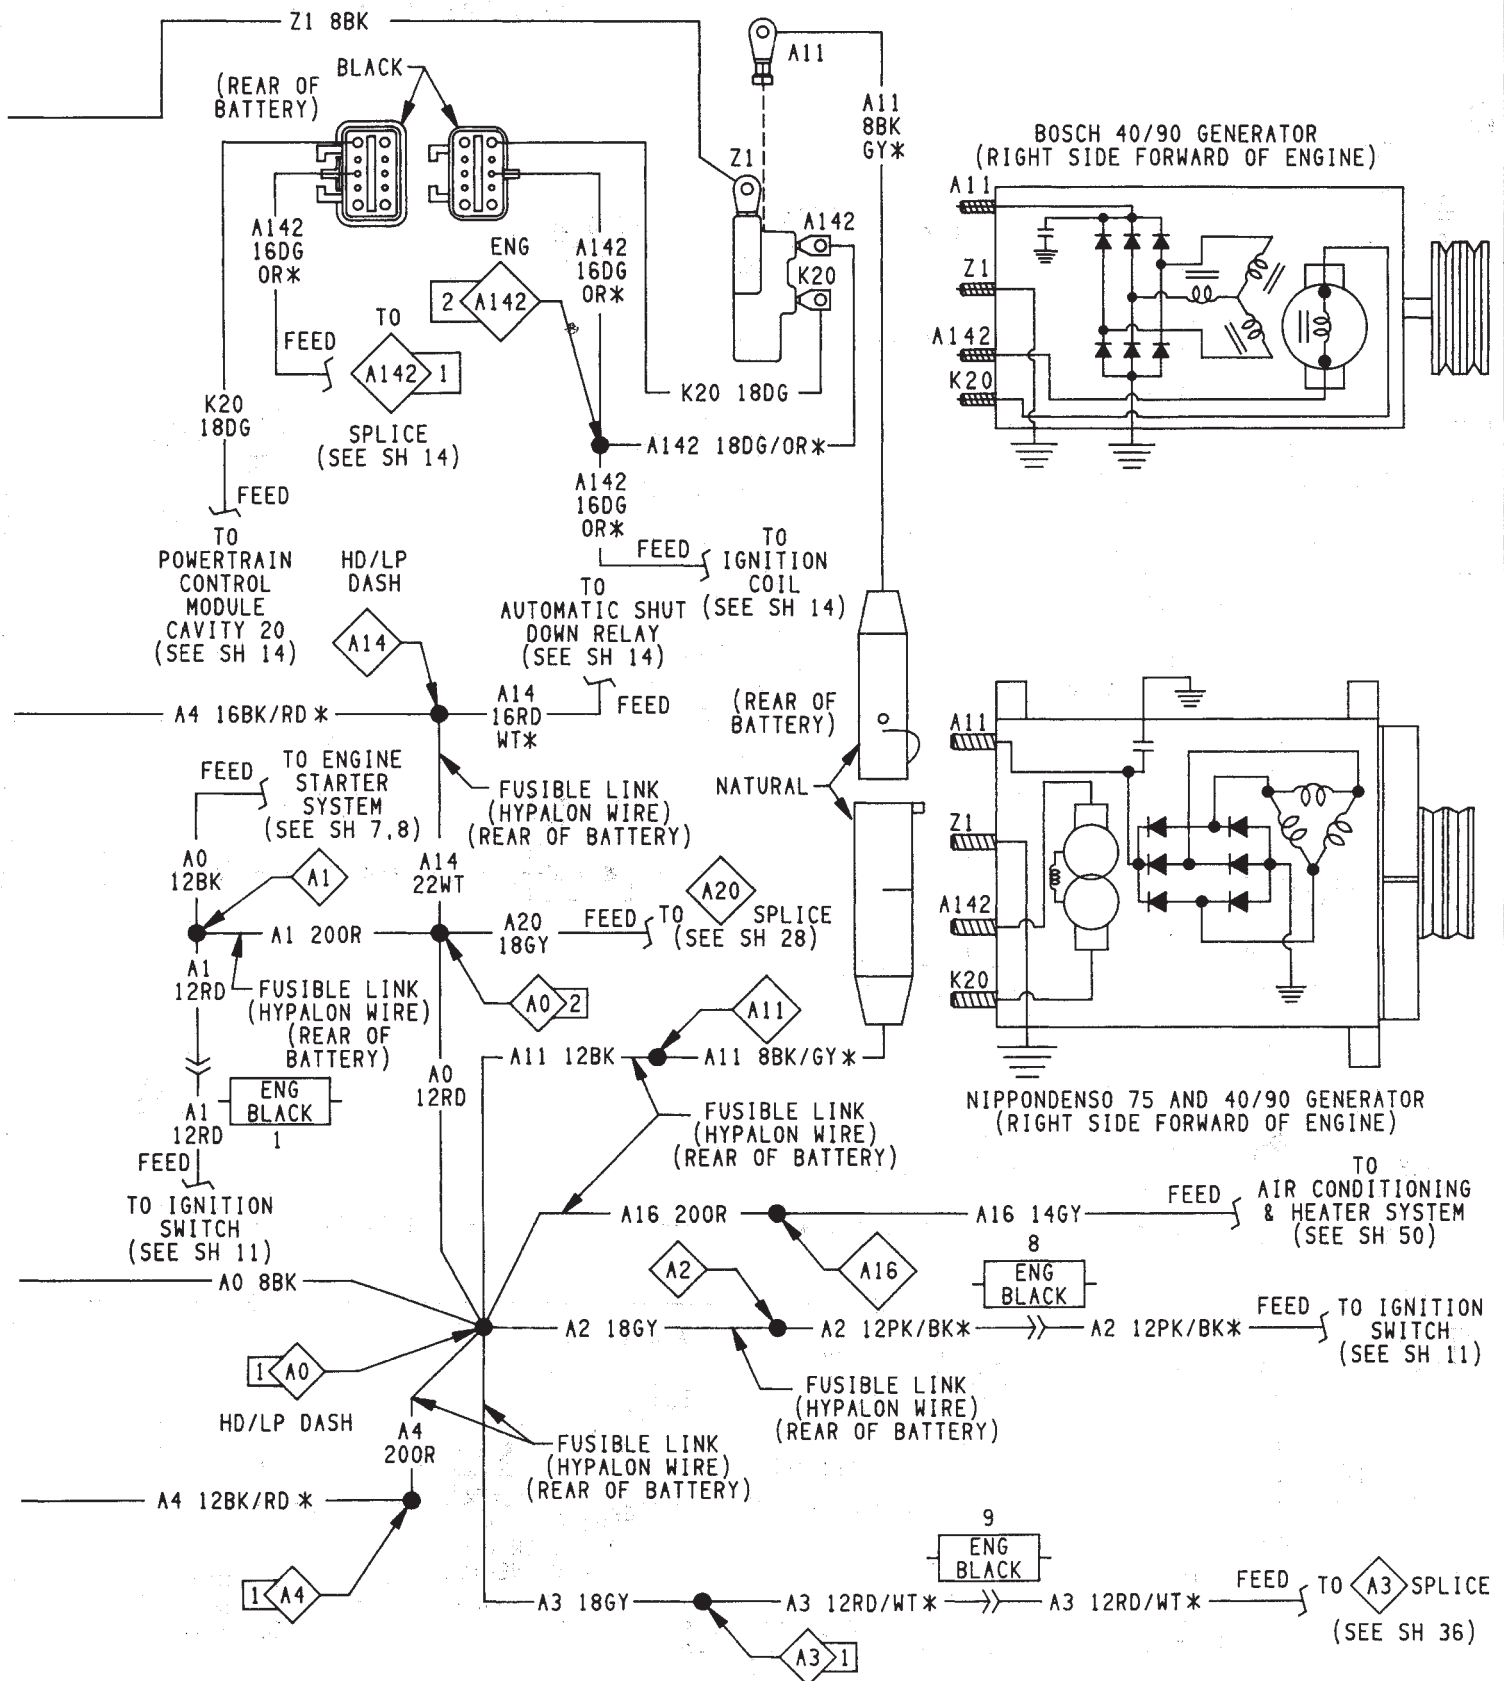 Z1 8BK
A11
BLACK
(REAR OF
BATTERY)
A11
8BK
GY*
Z1
BOSCH 40/90 GENERATOR
(RIGHT SIDE FORWARD OF ENGINE)
A11
Z1
A142
K20
A142
16DG
OR*
ENG
2 A142
A142
16DG
OR*
A142
K20
FEED
TO
A142 1
SPLICE
(SEE SH 14)
K20
18DG
K20 18DG
A142 18DG/OR*
FEED
TO
POWERTRAIN
CONTROL
MODULE
CAVITY 20
(SEE SH 14)
A142
16DG
OR*
FEED
TO
IGNITION
COIL
(SEE SH 14)
HD/LP
DASH
A14
TO
AUTOMATIC SHUT
DOWN RELAY
(SEE SH 14)
FEED
A4 16BK/RD*
A14
16RD
WT*
(REAR OF
BATTERY)
NATURAL
FEED
TO ENGINE
STARTER
SYSTEM
(SEE SH 7,8)
FUSIBLE LINK
(HYPALON WIRE)
(REAR OF BATTERY)
A11
Z1
A142
K20
NIPPONDENSO 75 AND 40/90 GENERATOR
(RIGHT SIDE FORWARD OF ENGINE)
A0
12BK
A1
A14
22WT
A1 20OR
A20
18GY
FEED
TO A20 SPLICE
(SEE SH 28)
A1
12RD
FUSIBLE LINK
(HYPALON WIRE)
(REAR OF
BATTERY)
A0 2
A11
A11 12BK
A11 8BK/GY*
A0
12RD
ENG
BLACK
1
A1
12RD
FEED
TO IGNITION
SWITCH
(SEE SH 11)
FUSIBLE LINK
(HYPALON WIRE)
(REAR OF BATTERY)
A16 20OR
A16 14GY
FEED
TO
AIR CONDITIONING
& HEATER SYSTEM
(SEE SH 50)
A0 8BK
A2
A16
8
ENG
BLACK
A2 18GY
A2 12PK/BK*
A2 12PK/BK*
FEED
TO IGNITION
SWITCH
(SEE SH 11)
1 A0
HD/LP DASH
FUSIBLE LINK
(HYPALON WIRE)
(REAR OF BATTERY)
A4
20OR
FUSIBLE LINK
(HYPALON WIRE)
(REAR OF BATTERY)
A4 12BK/RD*
1 A4
9
ENG
BLACK
A3 18GY
A3 12RD/WT*
A3 12RD/WT*
FEED
TO A3 SPLICE
(SEE SH 36)
A3 1